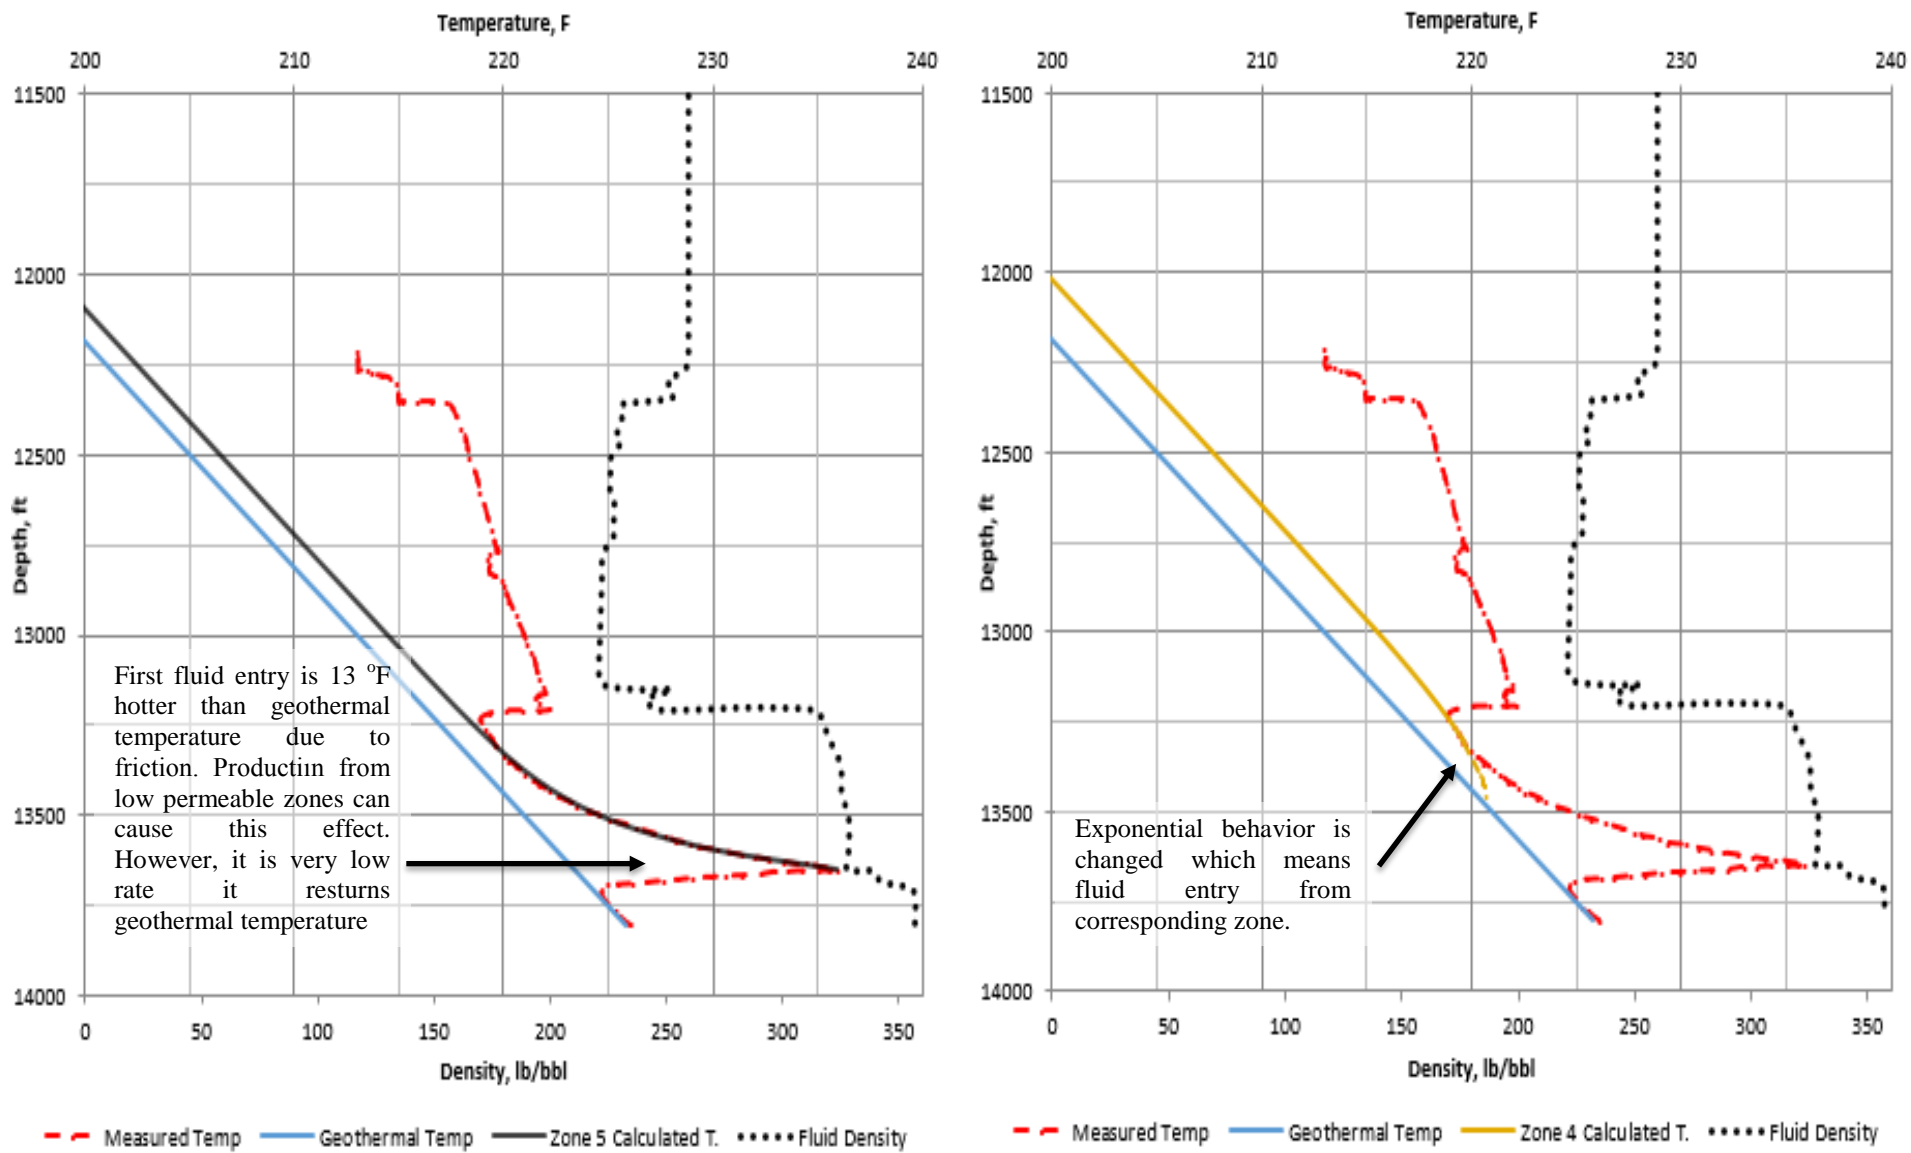 Temperature, F
200 210 220 230 240
11500
12000
12500
13000
13500
14000
Depth, ft
First fluid entry is 13 °F
hotter than geothermal
temperature due to
friction. Productiın from
low permeable zones can
cause this effect.
However, it is very low
rate it resturns
geothermal temperature
0 50 100 150 200 250 300 350
Density, lb/bbl
Measured Temp Geothermal Temp Zone 5 Calculated T. Fluid Density
Temperature, F
200 210 220 230 240
11500
12000
12500
13000
13500
14000
Depth, ft
Exponential behavior is
changed which means
fluid entry from
corresponding zone.
0 50 100 150 200 250 300 350
Density, lb/bbl
Measured Temp Geothermal Temp Zone 4 Calculated T. Fluid Density